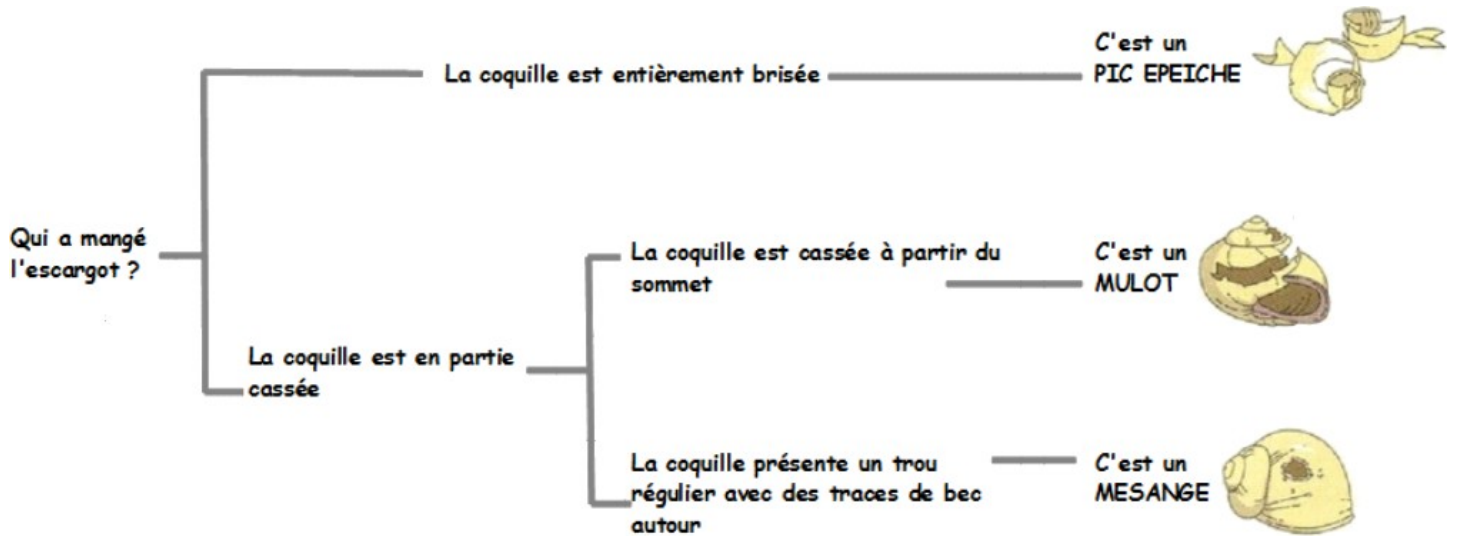 La coquille est entièrement brisée
C'est un
PIC EPEICHE
Qui a mangé
l'escargot ?
La coquille est cassée à partir du
sommet
C'est un
MULOT
La coquille est en partie
cassée
La coquille présente un trou
régulier avec des traces de bec
autour
C'est un
MESANGE